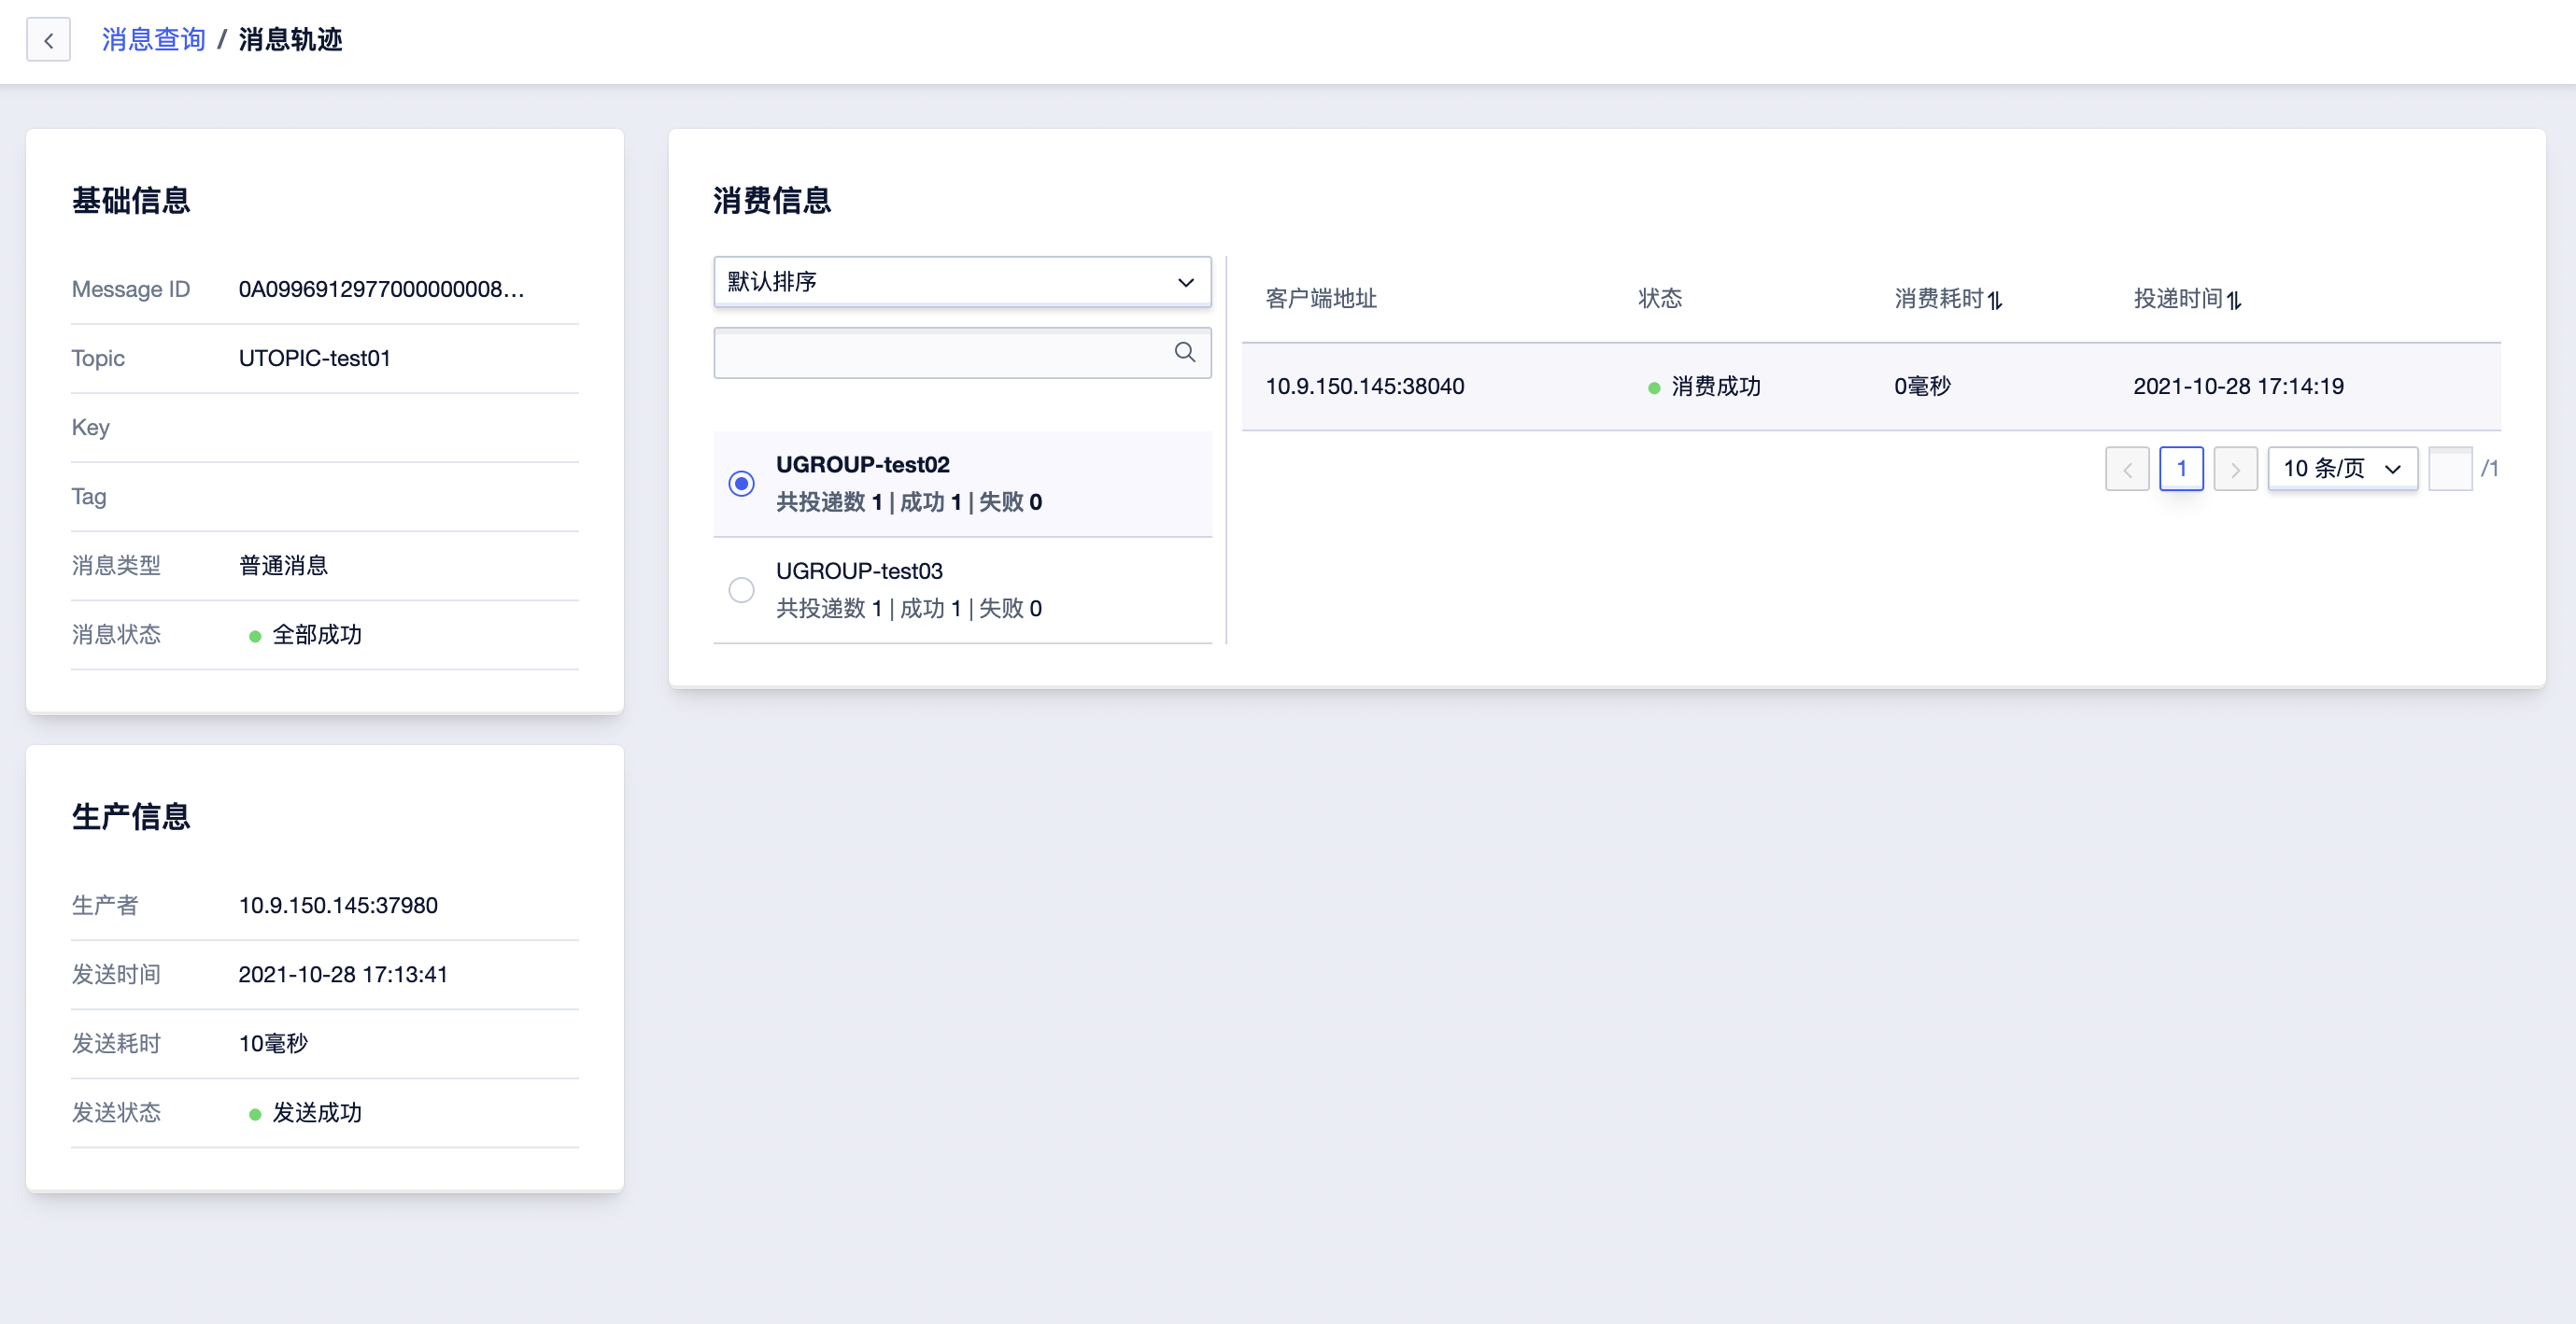 消息查询 / 消息轨迹
基础信息
Message ID 0A0996912977000000008...
Topic UTOPIC-test01
Key
Tag
消息类型 普通消息
消息状态 全部成功
生产信息
生产者 10.9.150.145:37980
发送时间 2021-10-28 17:13:41
发送耗时 10毫秒
发送状态 发送成功
消费信息
默认排序
UGROUP-test02
共投递数 1 | 成功 1 | 失败 0
UGROUP-test03
共投递数 1 | 成功 1 | 失败 0
客户端地址 状态 消费耗时 投递时间
10.9.150.145:38040 消费成功 0毫秒 2021-10-28 17:14:19
1 10 条/页 /1